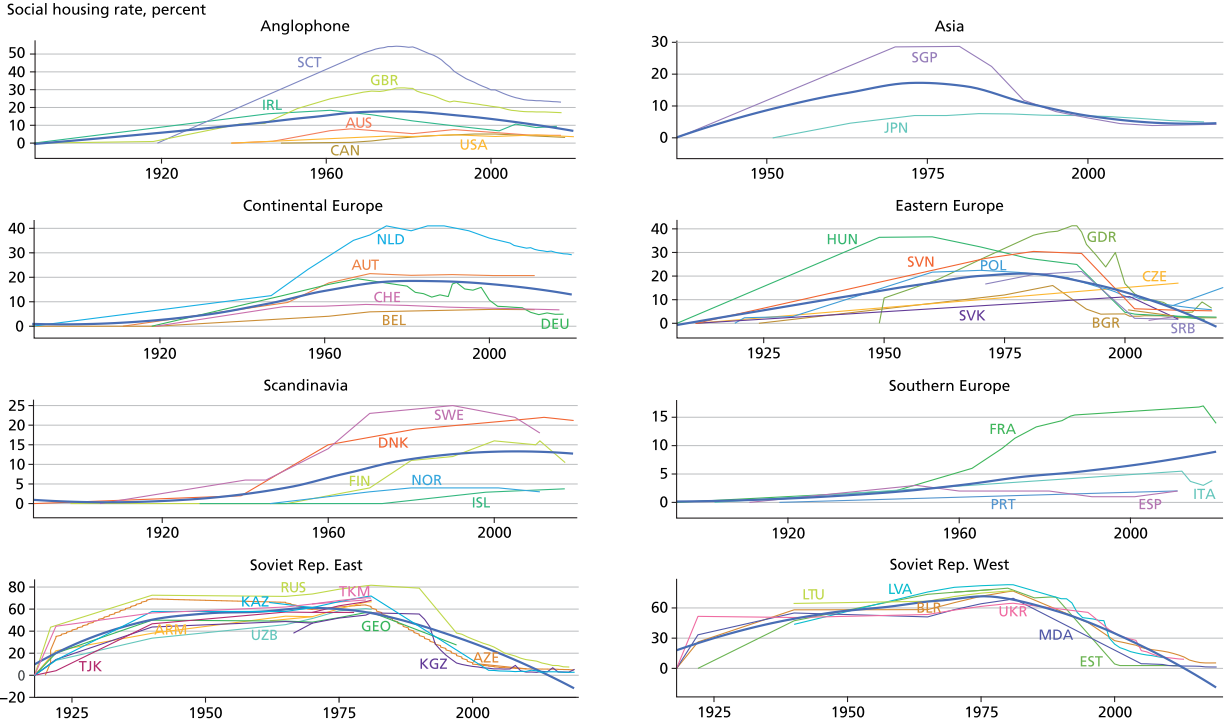 Social housing rate, percent
Anglophone
50
40
30
20
10
0
SCT
GBR
IRL
AUS
CAN
USA
1920
1960
2000
Asia
30
20
10
0
SGP
JPN
1950
1975
2000
Continental Europe
40
30
20
10
0
NLD
AUT
CHE
BEL
DEU
1920
1960
2000
Eastern Europe
40
30
20
10
0
HUN
GDR
SVN
POL
CZE
SVK
BGR
SRB
1925
1950
1975
2000
Scandinavia
25
20
15
10
5
0
SWE
DNK
FIN
NOR
ISL
1920
1960
2000
Southern Europe
15
10
5
0
FRA
ITA
PRT
ESP
1920
1960
2000
Soviet Rep. East
80
60
40
20
0
−20
RUS
TKM
KAZ
ARM
UZB
GEO
TJK
KGZ
AZE
1925
1950
1975
2000
Soviet Rep. West
60
30
0
LTU
LVA
BLR
UKR
MDA
EST
1925
1950
1975
2000